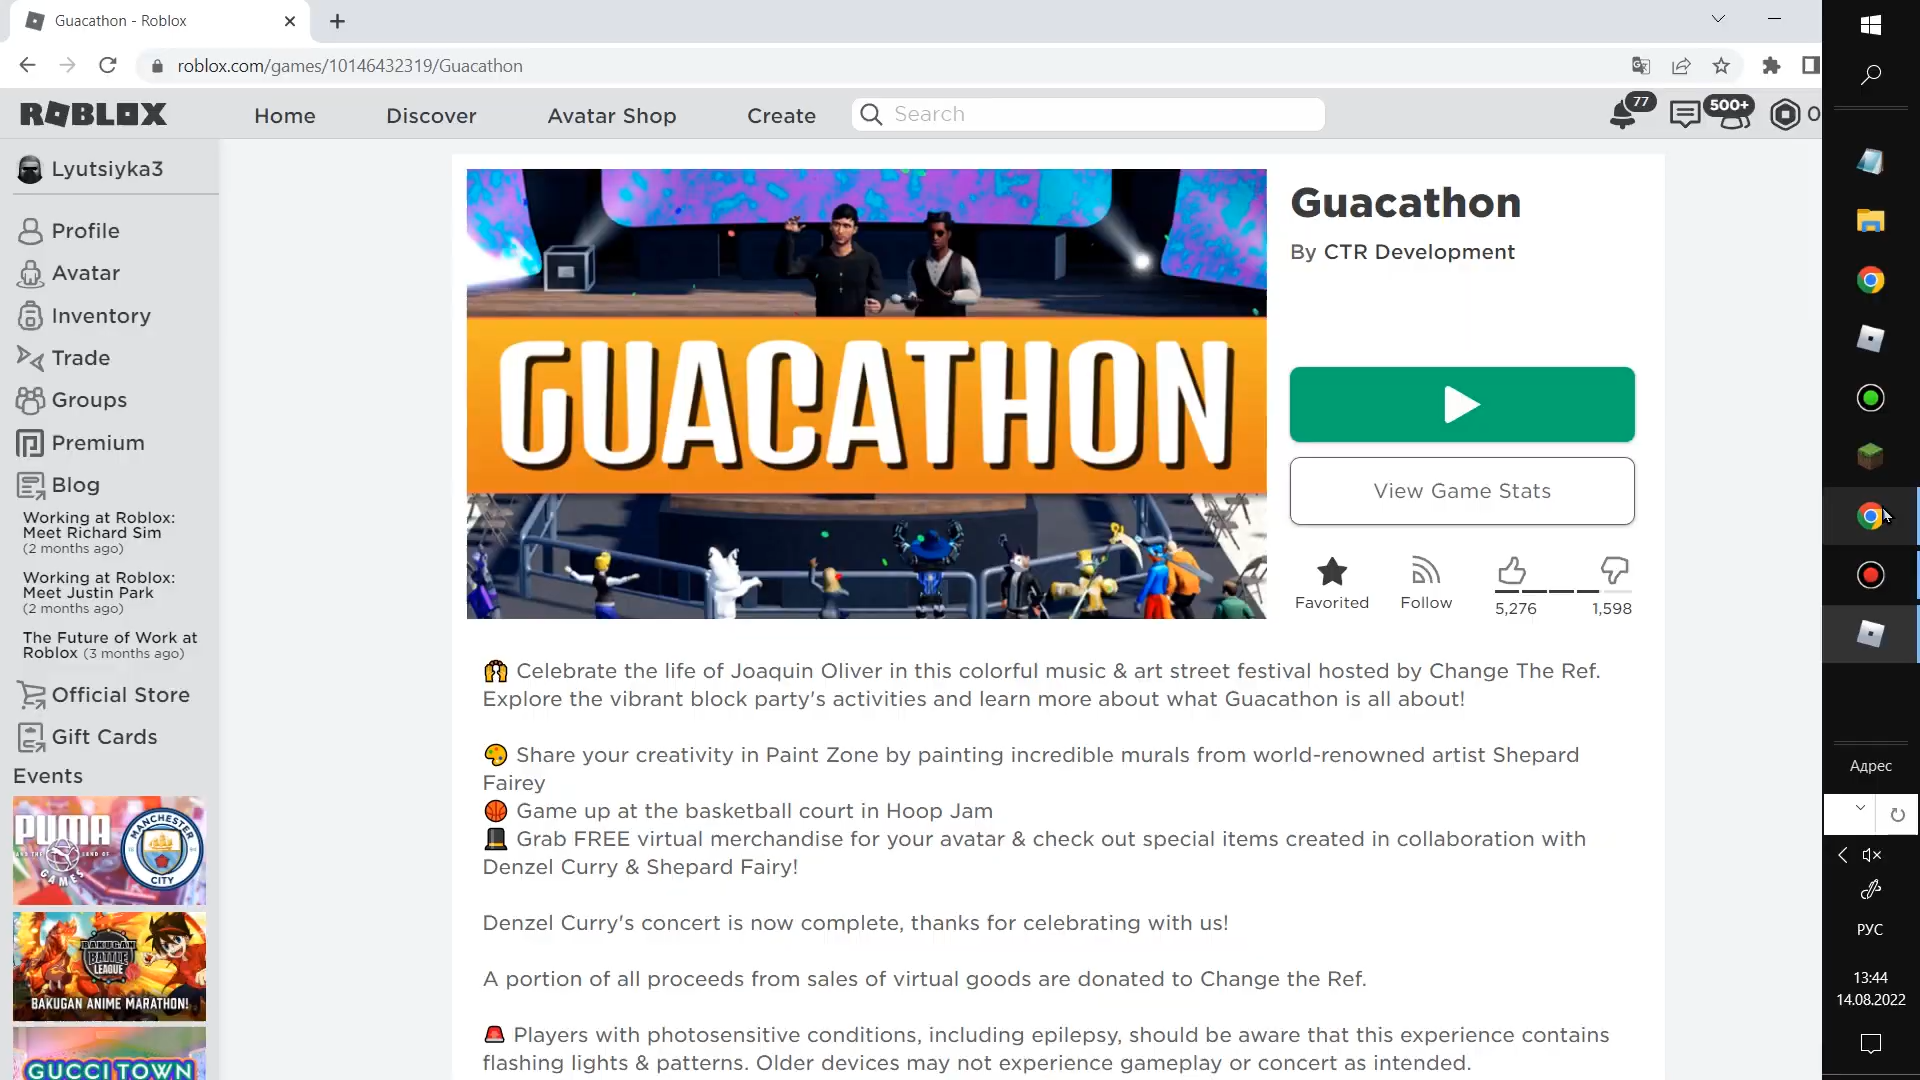 Guacathon - Roblox
roblox.com/games/10146432319/Guacathon
ROBLOX
Home
Discover
Avatar Shop
Create
Search
77
500+
0
Lyutsiyka3
Profile
Avatar
Inventory
Trade
Groups
Premium
Blog
Working at Roblox:
Meet Richard Sim
(2 months ago)
Working at Roblox:
Meet Justin Park
(2 months ago)
The Future of Work at
Roblox (3 months ago)
Official Store
Gift Cards
Events
PUMA
AND THE LAND OF
GAMES
MANCHESTER
CITY
BAKUGAN
BATTLE
LEAGUE
BAKUGAN ANIME MARATHON!
GUCCI TOWN
GUACATHON
Guacathon
By CTR Development
View Game Stats
Favorited
Follow
5,276
1,598
🙌 Celebrate the life of Joaquin Oliver in this colorful music & art street festival hosted by Change The Ref.
Explore the vibrant block party's activities and learn more about what Guacathon is all about!
🎨 Share your creativity in Paint Zone by painting incredible murals from world-renowned artist Shepard
Fairey
🏀 Game up at the basketball court in Hoop Jam
🎩 Grab FREE virtual merchandise for your avatar & check out special items created in collaboration with
Denzel Curry & Shepard Fairy!
Denzel Curry's concert is now complete, thanks for celebrating with us!
A portion of all proceeds from sales of virtual goods are donated to Change the Ref.
🚨 Players with photosensitive conditions, including epilepsy, should be aware that this experience contains
flashing lights & patterns. Older devices may not experience gameplay or concert as intended.
Адрес
РУС
13:44
14.08.2022